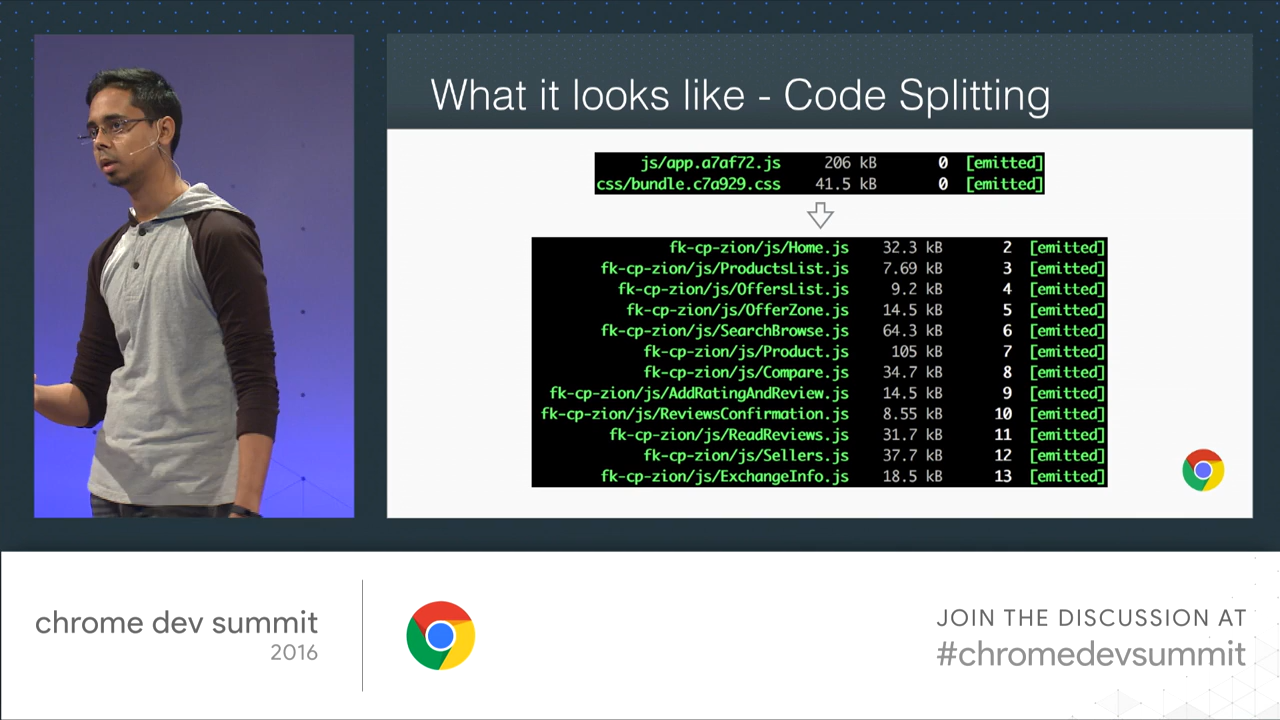 What it looks like - Code Splitting
js/app.a7af72.js 206 kB 0 [emitted]
css/bundle.c7a929.css 41.5 kB 0 [emitted]
fk-cp-zion/js/Home.js 32.3 kB 2 [emitted]
fk-cp-zion/js/ProductsList.js 7.69 kB 3 [emitted]
fk-cp-zion/js/OffersList.js 9.2 kB 4 [emitted]
fk-cp-zion/js/OfferZone.js 14.5 kB 5 [emitted]
fk-cp-zion/js/SearchBrowse.js 64.3 kB 6 [emitted]
fk-cp-zion/js/Product.js 105 kB 7 [emitted]
fk-cp-zion/js/Compare.js 34.7 kB 8 [emitted]
fk-cp-zion/js/AddRatingAndReview.js 14.5 kB 9 [emitted]
fk-cp-zion/js/ReviewsConfirmation.js 8.55 kB 10 [emitted]
fk-cp-zion/js/ReadReviews.js 31.7 kB 11 [emitted]
fk-cp-zion/js/Sellers.js 37.7 kB 12 [emitted]
fk-cp-zion/js/ExchangeInfo.js 18.5 kB 13 [emitted]
chrome dev summit
2016
JOIN THE DISCUSSION AT
#chromedevsummit